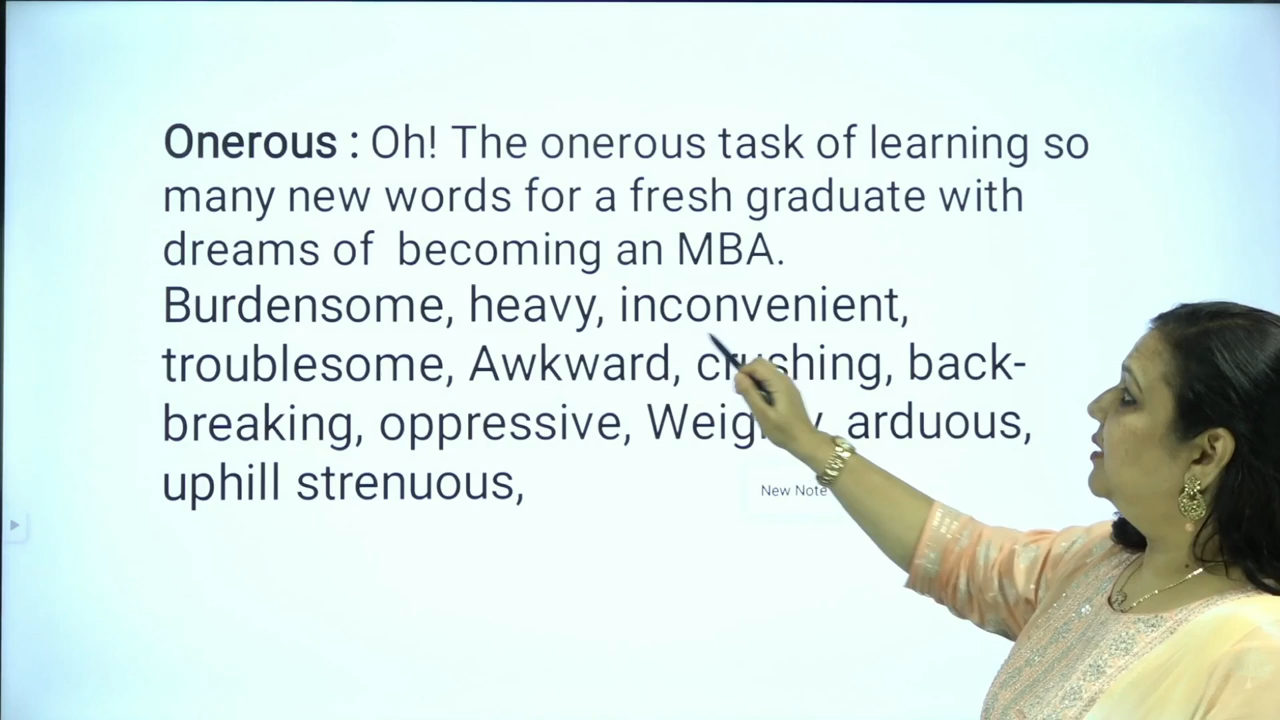 Onerous : Oh! The onerous task of learning so
many new words for a fresh graduate with
dreams of becoming an MBA.
Burdensome, heavy, inconvenient,
troublesome, Awkward, crushing, back-
breaking, oppressive, arduous,
uphill strenuous,
New Note